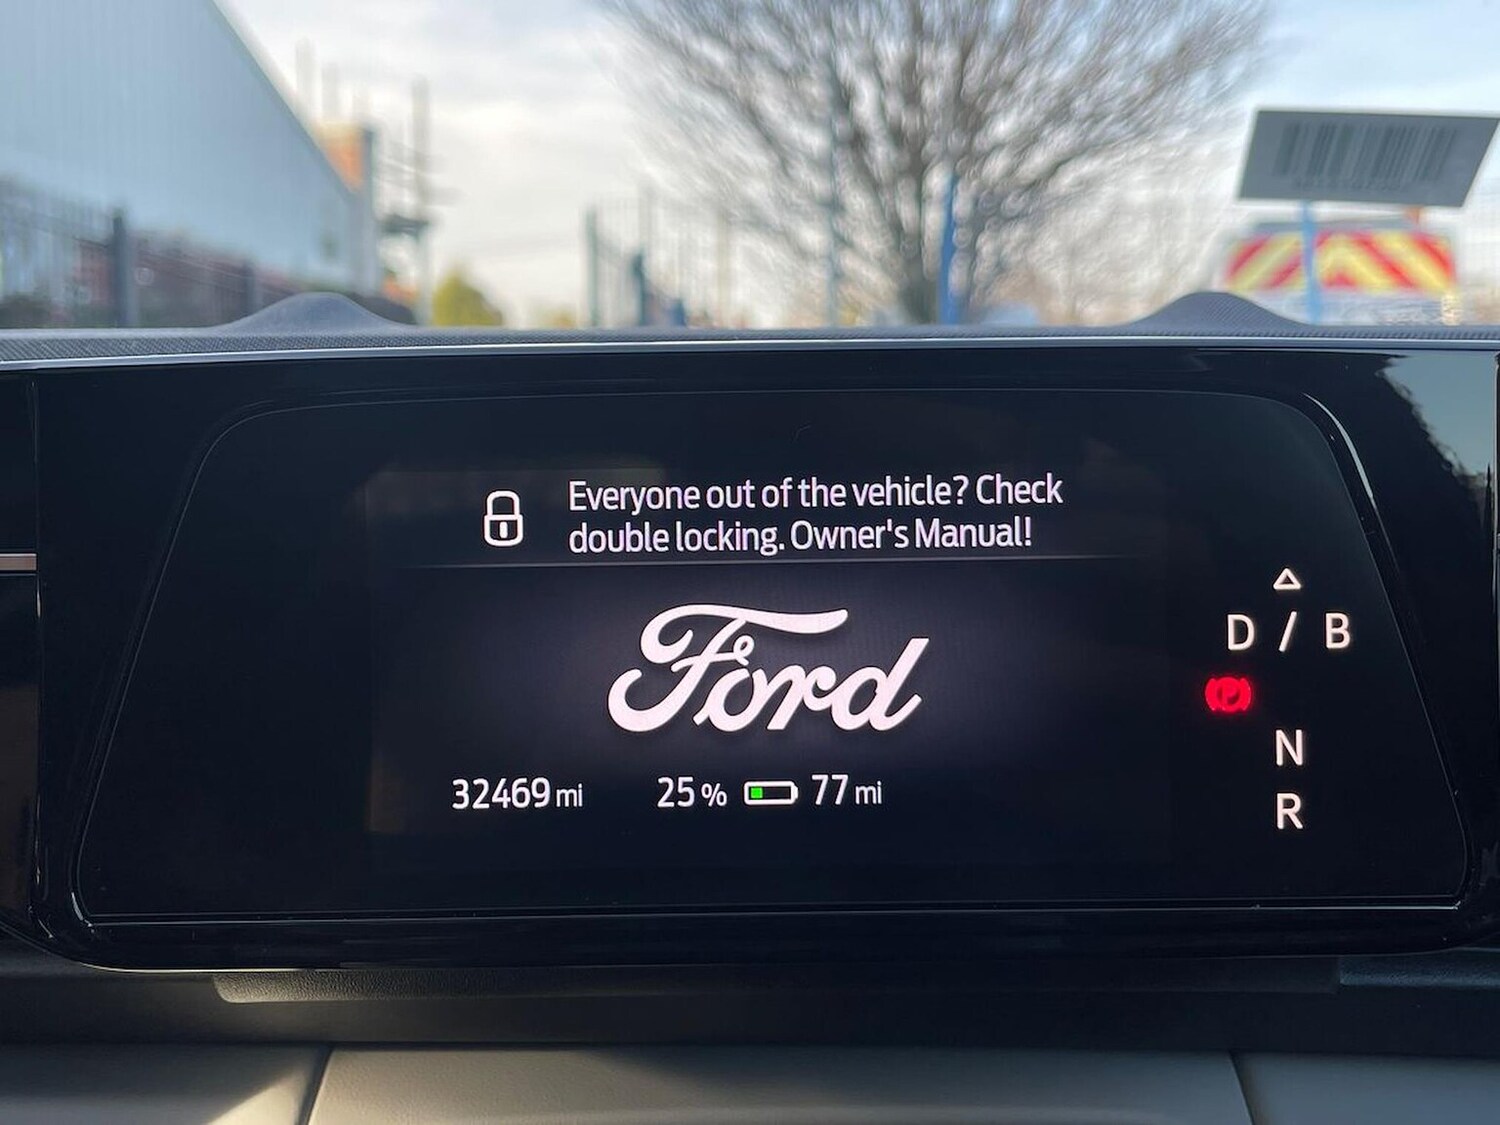 Everyone out of the vehicle? Check
double locking. Owner's Manual!
Ford
D / B
P
N
R
32469 mi 25 % 77 mi